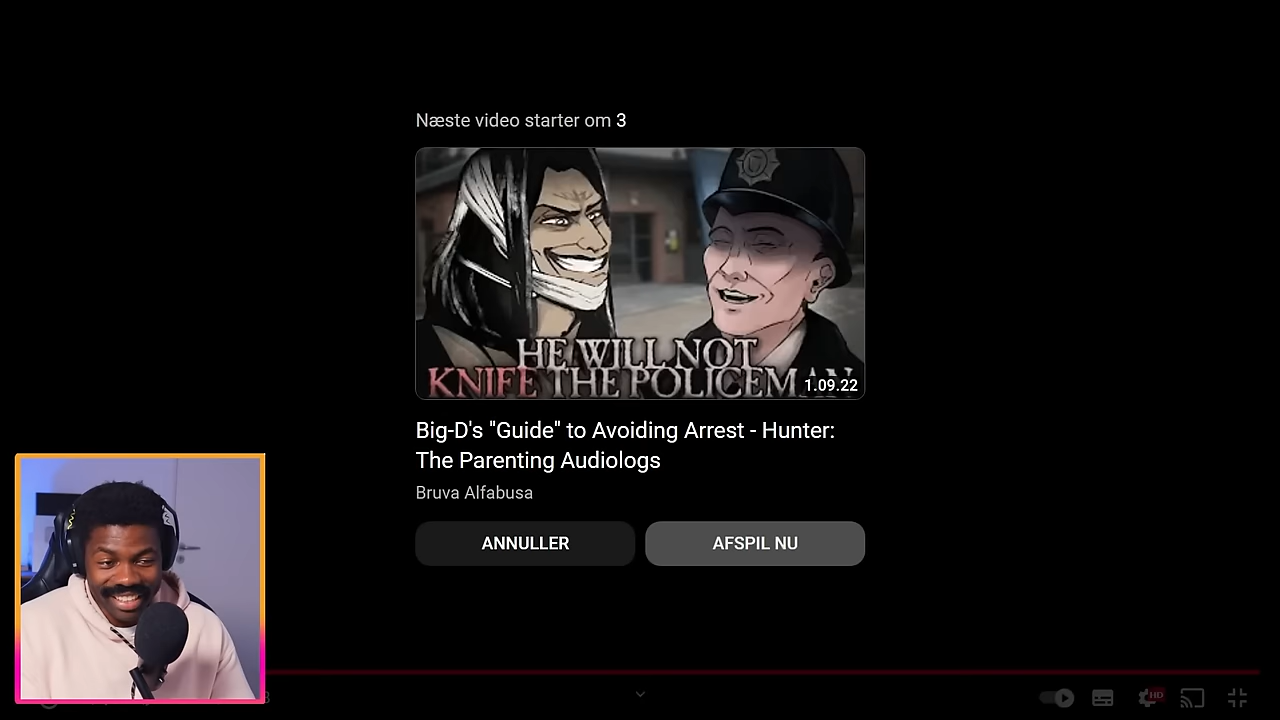 Næste video starter om 3
HE WILL NOT
KNIFE THE POLICEMAN
1.09.22
Big-D's "Guide" to Avoiding Arrest - Hunter:
The Parenting Audiologs
Bruva Alfabusa
ANNULLER
AFSPIL NU
HD